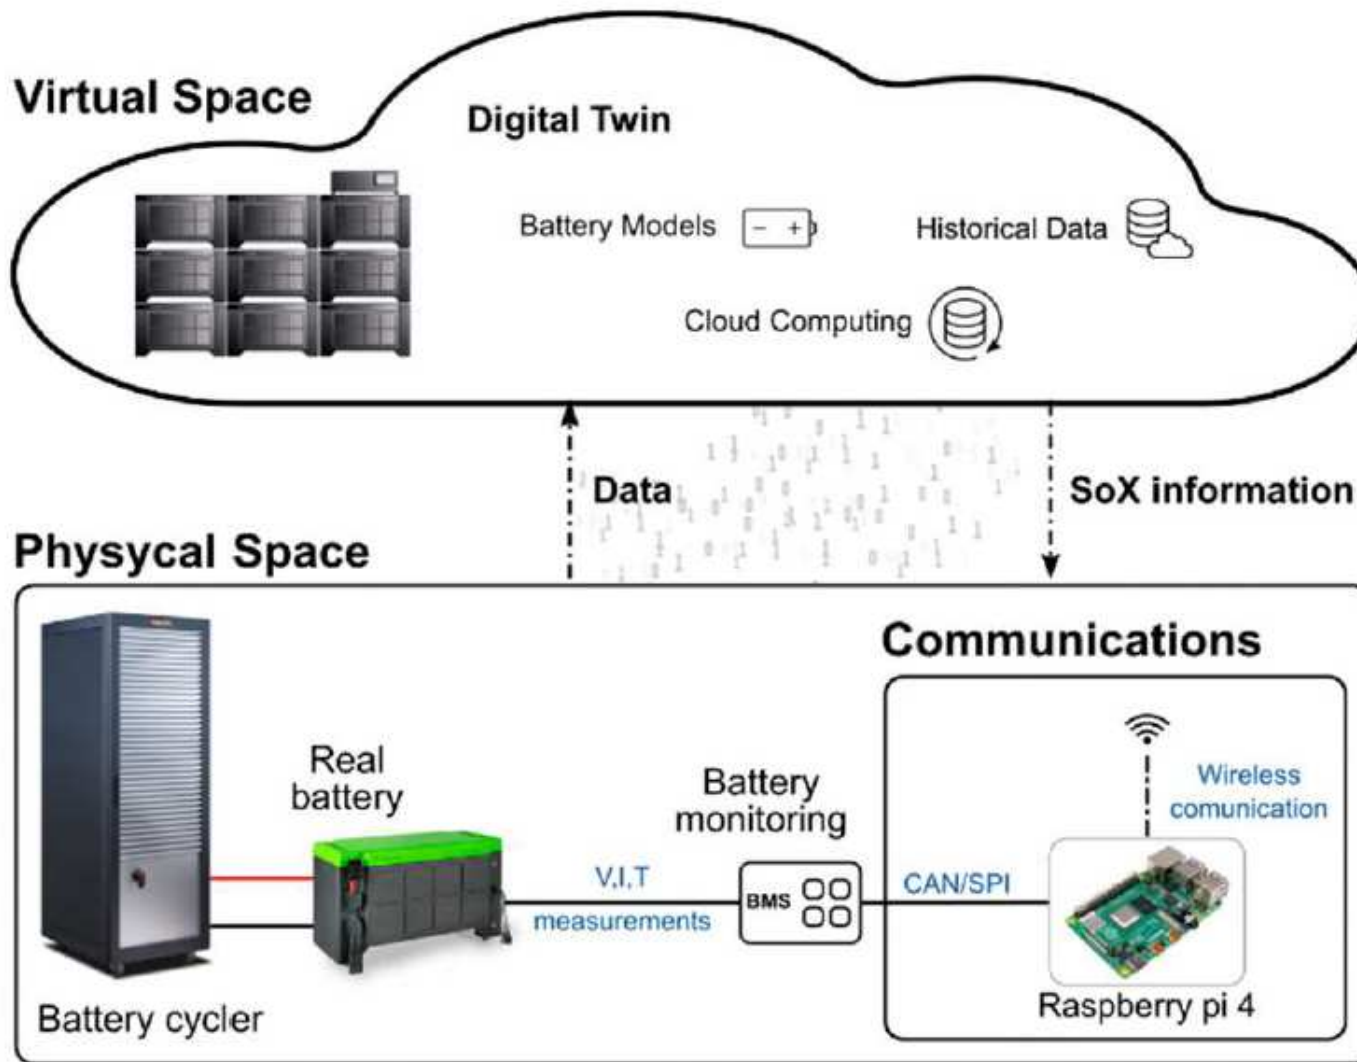 Virtual Space
Digital Twin
Battery Models
- +
Historical Data
Cloud Computing
Data
SoX information
Physycal Space
Communications
Real
battery
Battery
monitoring
Wireless
comunication
V,I,T
measurements
BMS
CAN/SPI
Battery cycler
Raspberry pi 4